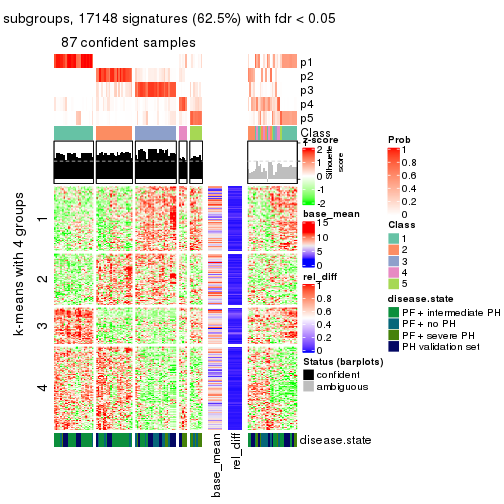 subgroups, 17148 signatures (62.5%) with fdr < 0.05
87 confident samples
p1
p2
p3
p4
p5
Class
1
Silhouette
score
k-means with 4 groups
1
2
3
4
disease.state
base_mean
rel_diff
z-score
2
1
0
-1
-2
base_mean
15
10
5
0
rel_diff
1
0.8
0.6
0.4
0.2
0
Status (barplots)
confident
ambiguous
Prob
1
0.8
0.6
0.4
0.2
0
Class
1
2
3
4
5
disease.state
PF + intermediate PH
PF + no PH
PF + severe PH
PH validation set